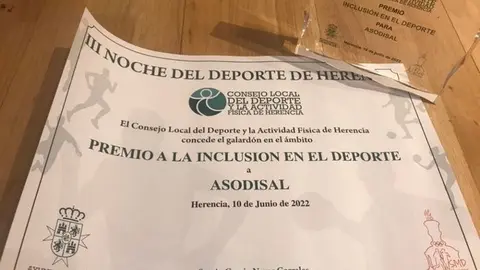 III NOCHE DEL DEPORTE DE HEREN
CONSEJO LOCAL
DEL DEPORTE
Y LA ACTIVIDAD
FÍSICA DE HERENCIA
El Consejo Local del Deporte y la Actividad Física de Herencia
concede el galardón en el ámbito
PREMIO A LA INCLUSION EN EL DEPORTE
a
ASODISAL
Herencia, 10 de Junio de 2022
SMD
PREMIO
INCLUSIÓN EN EL DEPORTE
PARA
ASODISAL